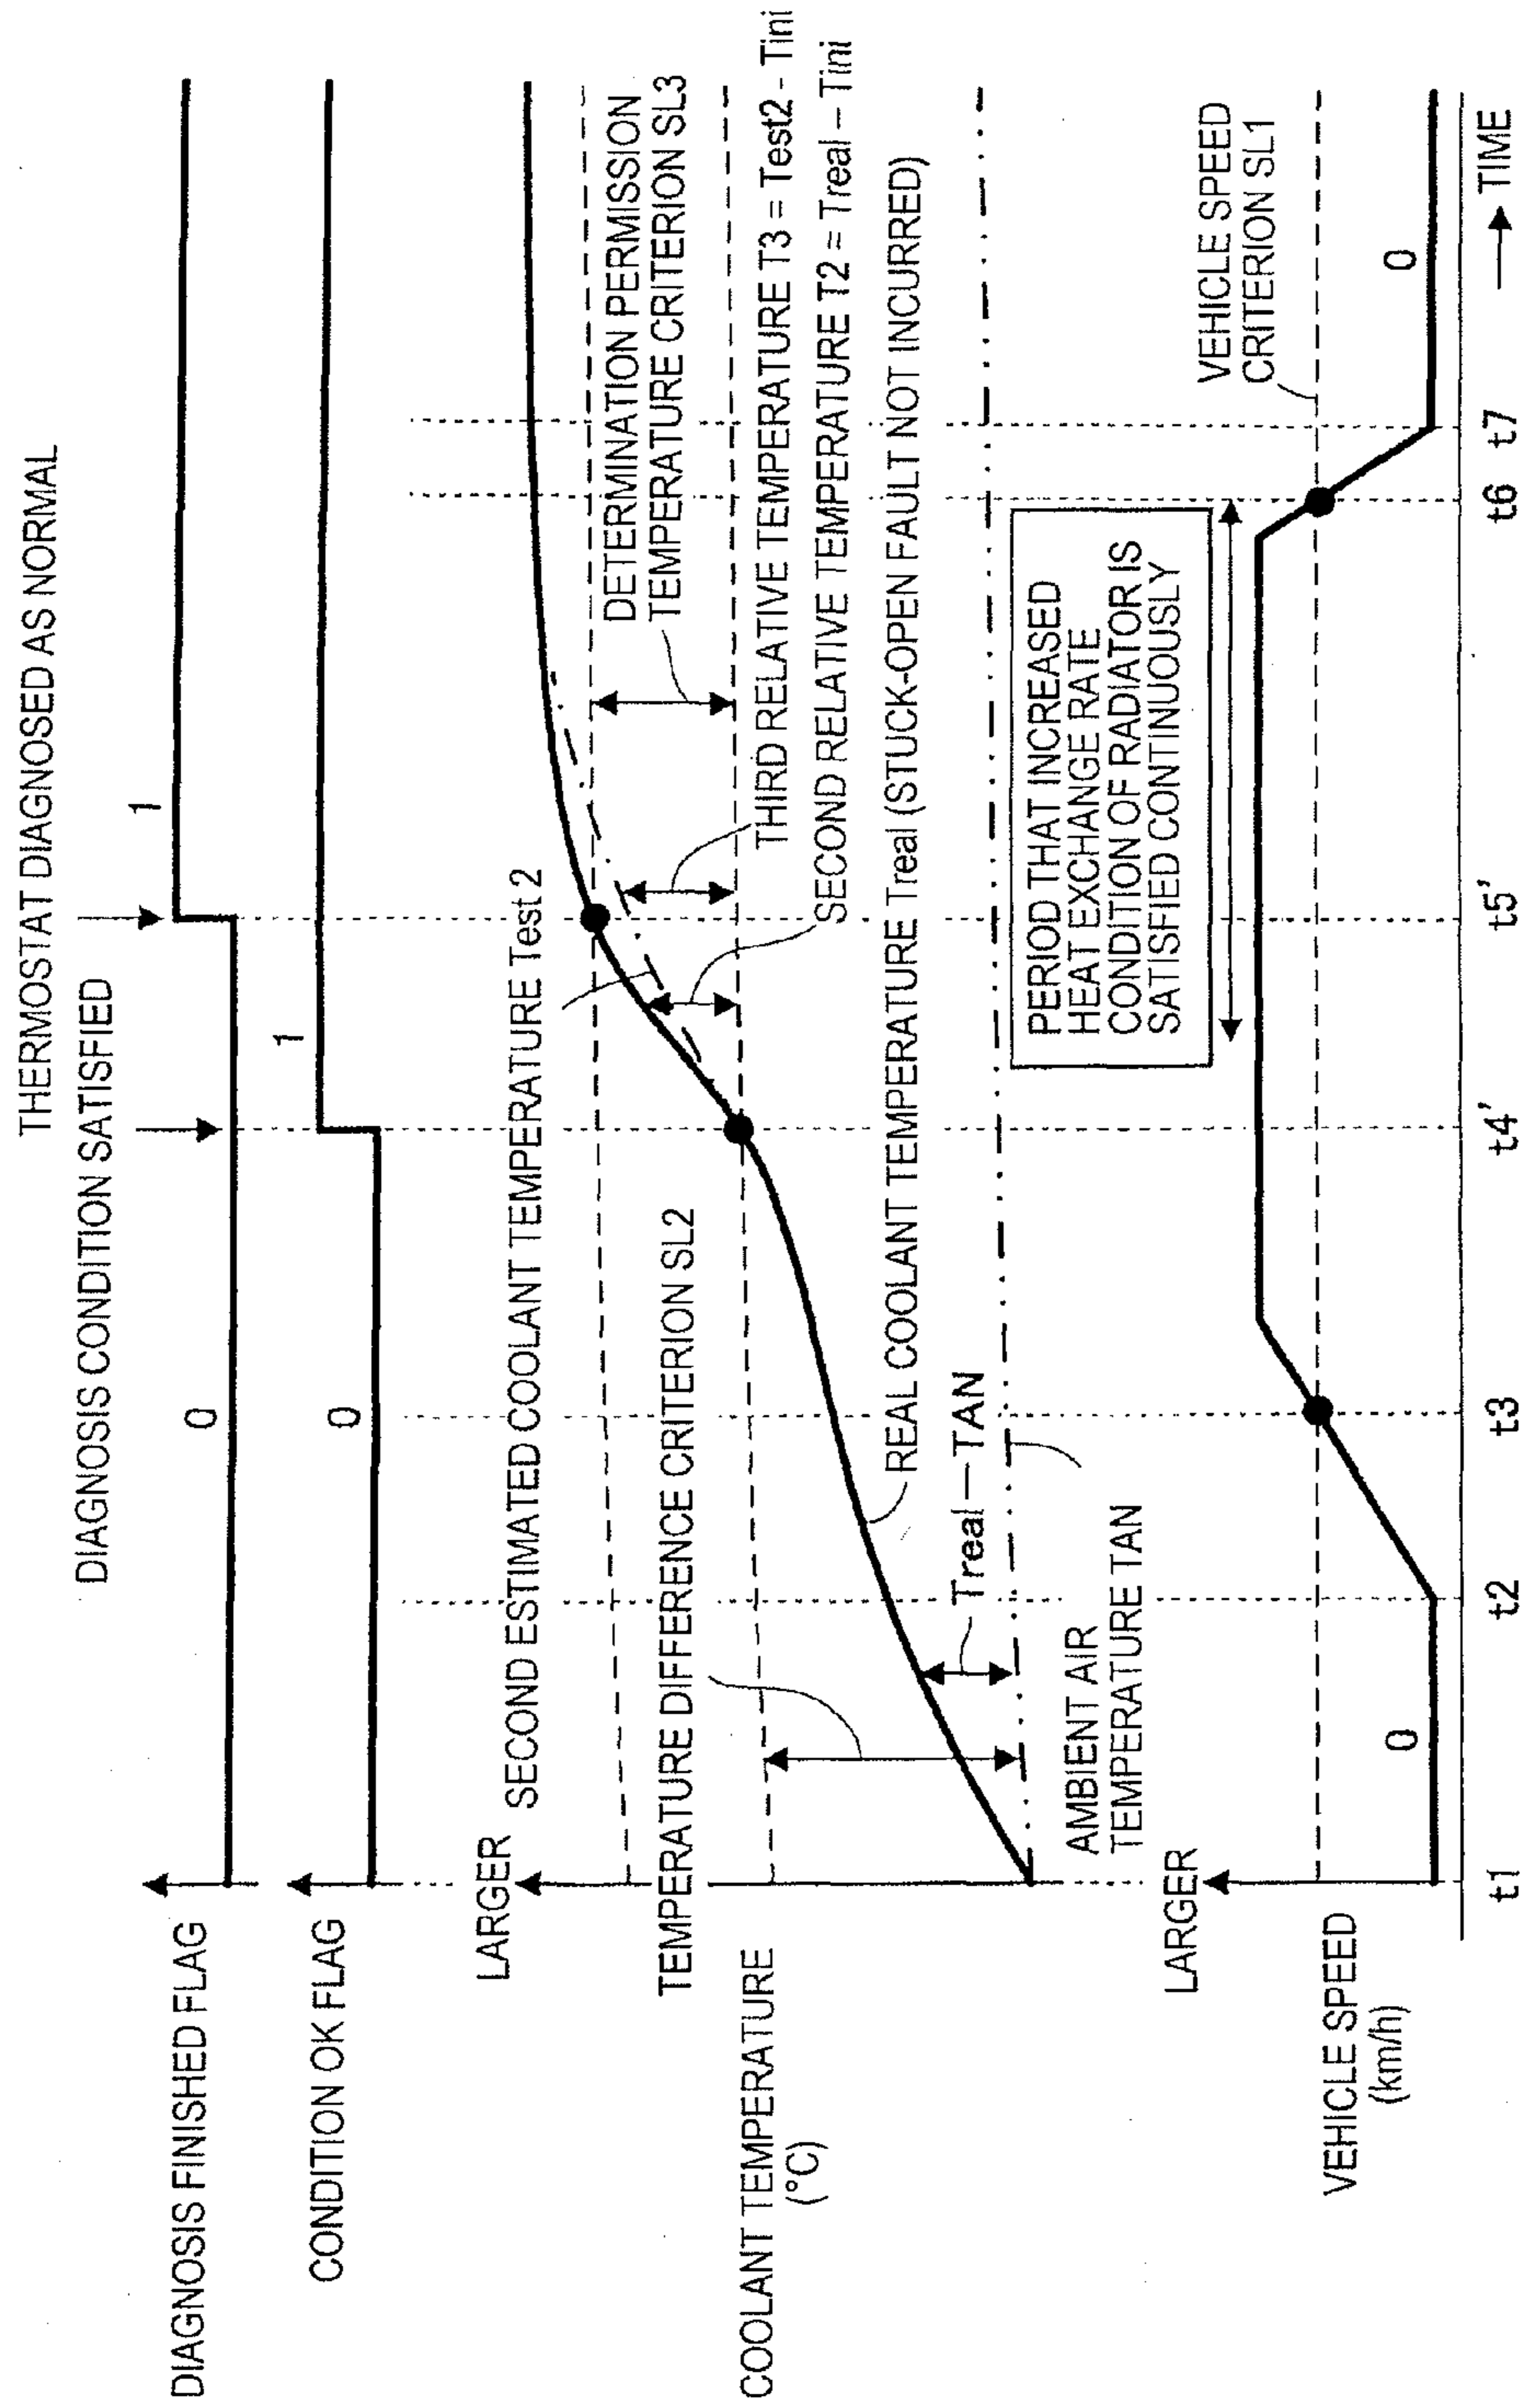 THERMOSTAT DIAGNOSED AS NORMAL
DIAGNOSIS CONDITION SATISFIED
DIAGNOSIS FINISHED FLAG
0
1
CONDITION OK FLAG
0
1
LARGER
COOLANT TEMPERATURE
(°C)
SECOND ESTIMATED COOLANT TEMPERATURE Test 2
TEMPERATURE DIFFERENCE CRITERION SL2
DETERMINATION PERMISSION
TEMPERATURE CRITERION SL3
THIRD RELATIVE TEMPERATURE T3 = Test2 - Tini
SECOND RELATIVE TEMPERATURE T2 = Treal – Tini
REAL COOLANT TEMPERATURE Treal (STUCK-OPEN FAULT NOT INCURRED)
Treal — TAN
AMBIENT AIR
TEMPERATURE TAN
PERIOD THAT INCREASED
HEAT EXCHANGE RATE
CONDITION OF RADIATOR IS
SATISFIED CONTINUOUSLY
LARGER
VEHICLE SPEED
(km/h)
VEHICLE SPEED
CRITERION SL1
0
0
t1
t2
t3
t4'
t5'
t6
t7
TIME